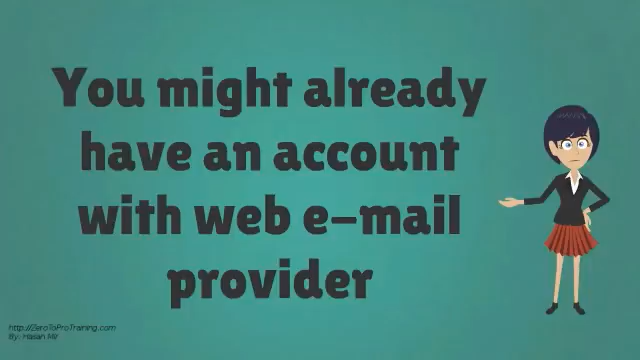 You might already
have an account
with web e-mail
provider
http://ZeroToProTraining.com
By: Hasan Mir